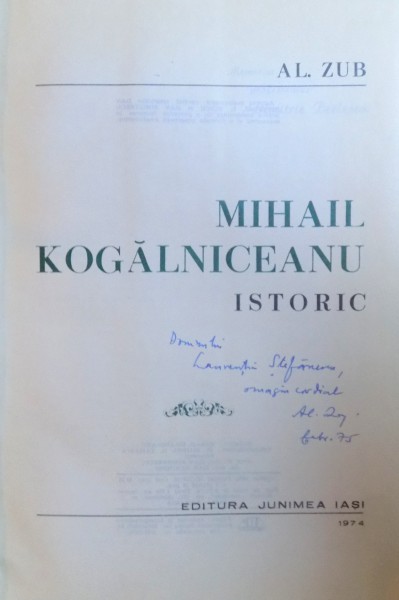 AL. ZUB
MIHAIL
KOGĂLNICEANU
ISTORIC
Domnului
Laurențiu Ștefănescu,
omagiu cordial
Al. Zub
febr. 75
EDITURA JUNIMEA IAȘI
1974